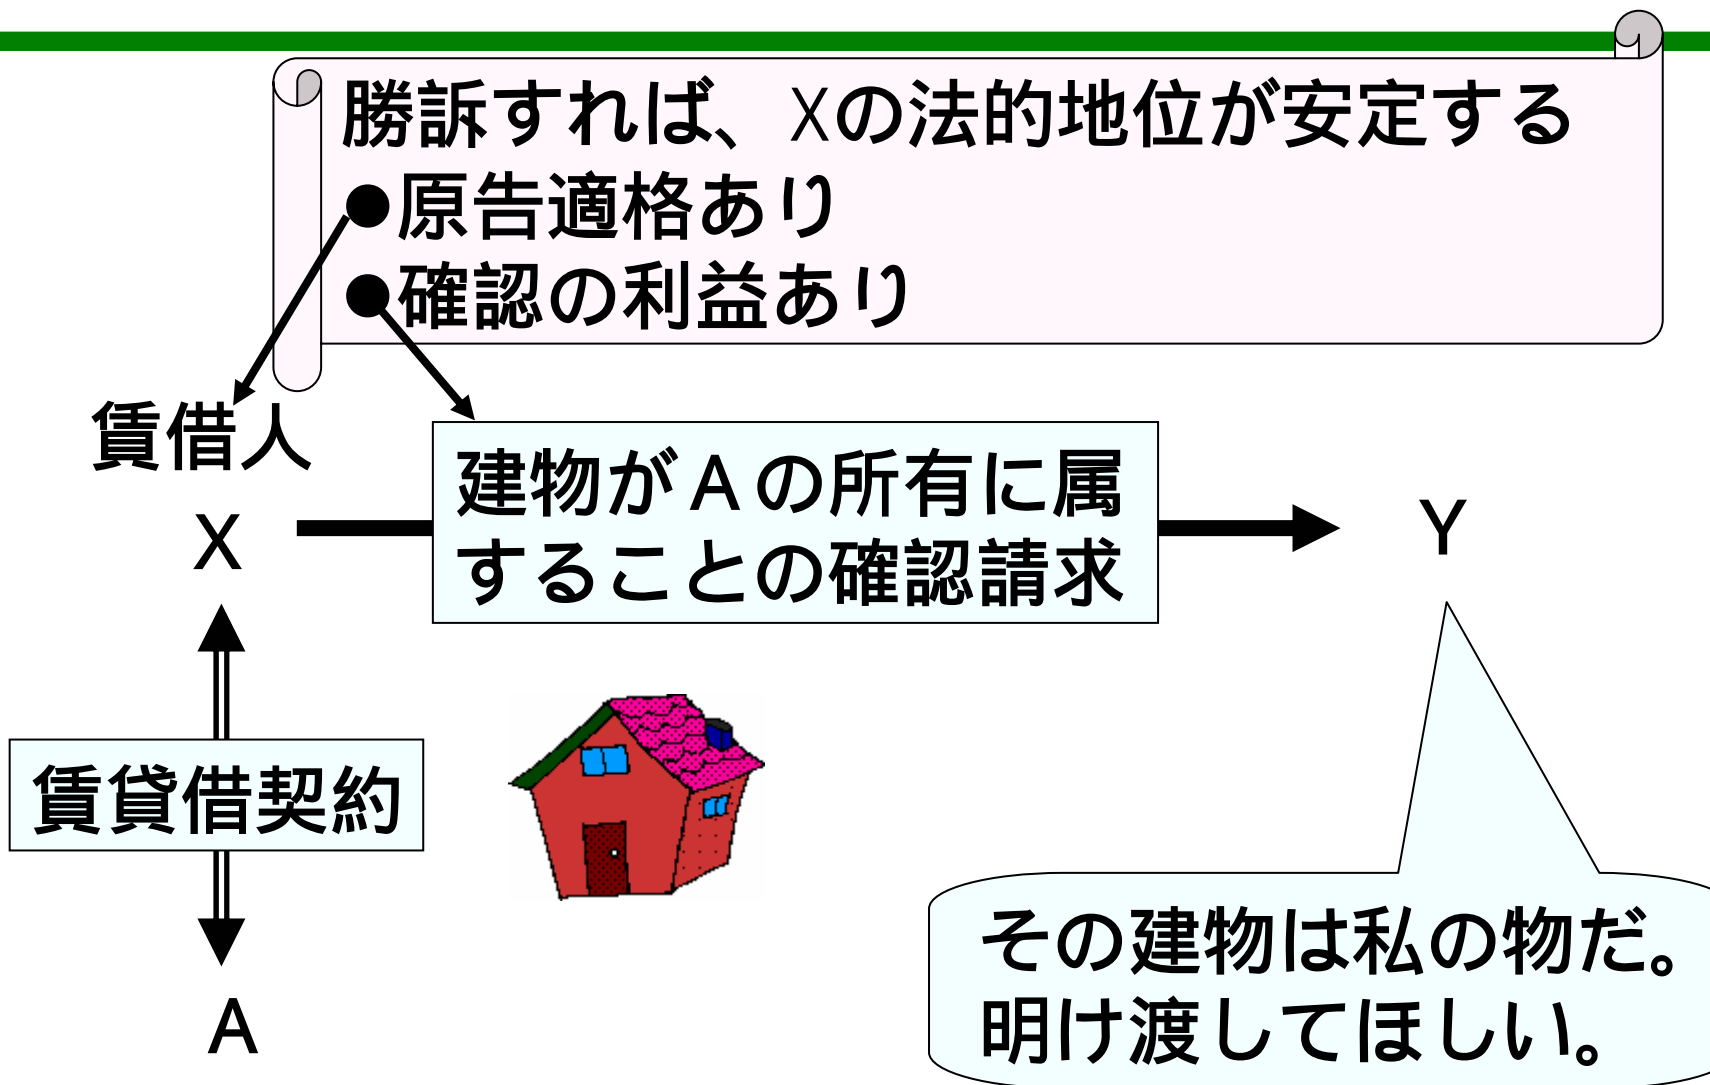 勝訴すれば、Xの法的地位が安定する
●原告適格あり
●確認の利益あり
賃借人
X
建物がAの所有に属
することの確認請求
Y
賃貸借契約
A
その建物は私の物だ。
明け渡してほしい。